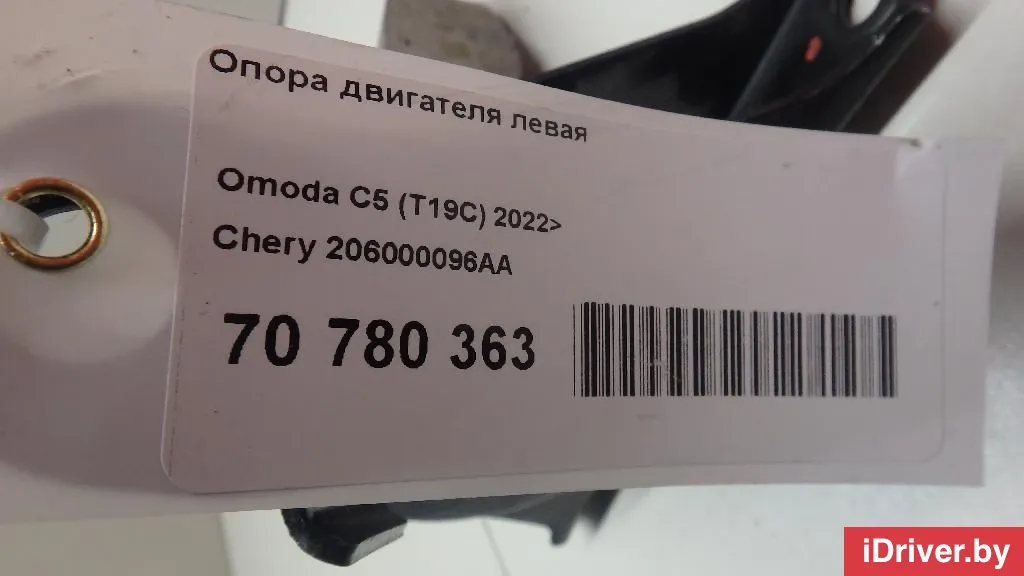 Опора двигателя левая
Omoda C5 (T19C) 2022>
Chery 206000096AA
70 780 363
iDriver.by